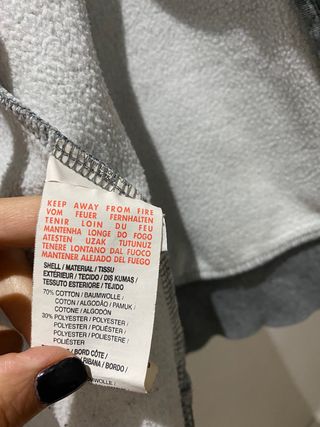 KEEP AWAY FROM FIRE
VOM FEUER FERNHALTEN
TENIR LOIN DU FEU
MANTENHA LONGE DO FOGO
ATEŞTEN UZAK TUTUNUZ
TENERE LONTANO DAL FUOCO
MANTENER ALEJADO DEL FUEGO
SHELL / MATERIAL / TISSU
EXTÉRIEUR / TECIDO / DIŞ KUMAŞ /
TESSUTO ESTERIORE / TEJIDO
70% COTTON / BAUMWOLLE /
COTON / ALGODÃO / PAMUK /
COTONE / ALGODÓN
30% POLYESTER / POLYESTER /
POLYESTER / POLIÉSTER /
POLYESTER / POLIESTERE /
POLIÉSTER
/ BORD CÔTE /
/ RIBANA / BORDO /